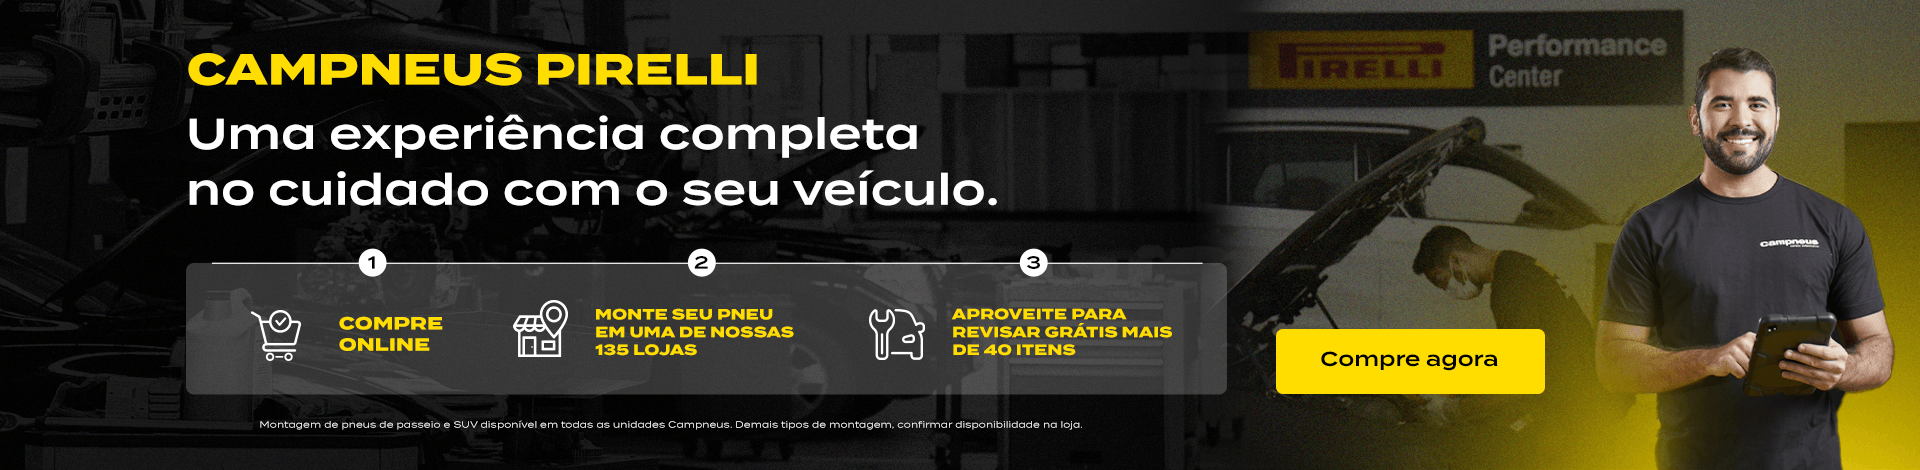 CAMPNEUS PIRELLI
Uma experiência completa
no cuidado com o seu veículo.
1
2
3
COMPRE
ONLINE
MONTE SEU PNEU
EM UMA DE NOSSAS
135 LOJAS
APROVEITE PARA
REVISAR GRÁTIS MAIS
DE 40 ITENS
Montagem de pneus de passeio e SUV disponível em todas as unidades Campneus. Demais tipos de montagem, confirmar disponibilidade na loja.
PIRELLI
Performance
Center
Campneus
Compre agora